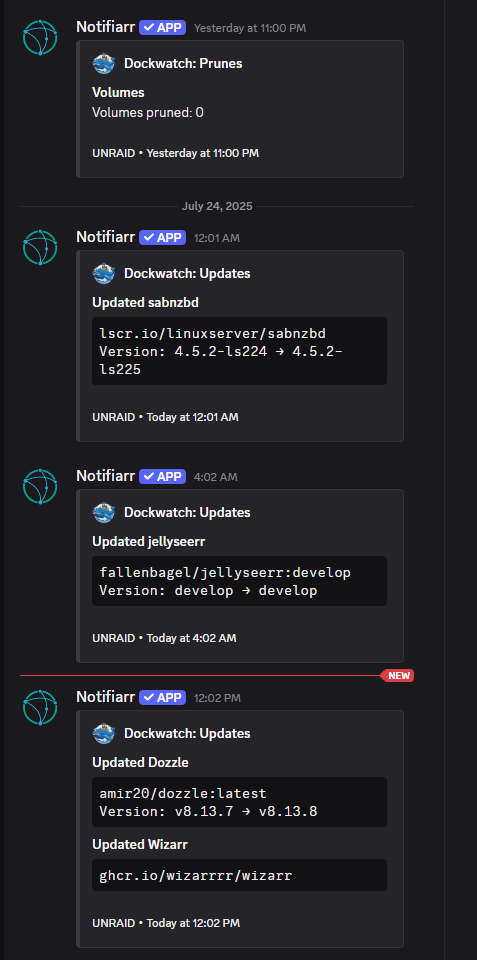 Notifiarr ✓ APP Yesterday at 11:00 PM
Dockwatch: Prunes
Volumes
Volumes pruned: 0
UNRAID • Yesterday at 11:00 PM
July 24, 2025
Notifiarr ✓ APP 12:01 AM
Dockwatch: Updates
Updated sabnzbd
lscr.io/linuxserver/sabnzbd
Version: 4.5.2-ls224 → 4.5.2-
ls225
UNRAID • Today at 12:01 AM
Notifiarr ✓ APP 4:02 AM
Dockwatch: Updates
Updated jellyseerr
fallenbagel/jellyseerr:develop
Version: develop → develop
UNRAID • Today at 4:02 AM
NEW
Notifiarr ✓ APP 12:02 PM
Dockwatch: Updates
Updated Dozzle
amir20/dozzle:latest
Version: v8.13.7 → v8.13.8
Updated Wizarr
ghcr.io/wizarrrr/wizarr
UNRAID • Today at 12:02 PM